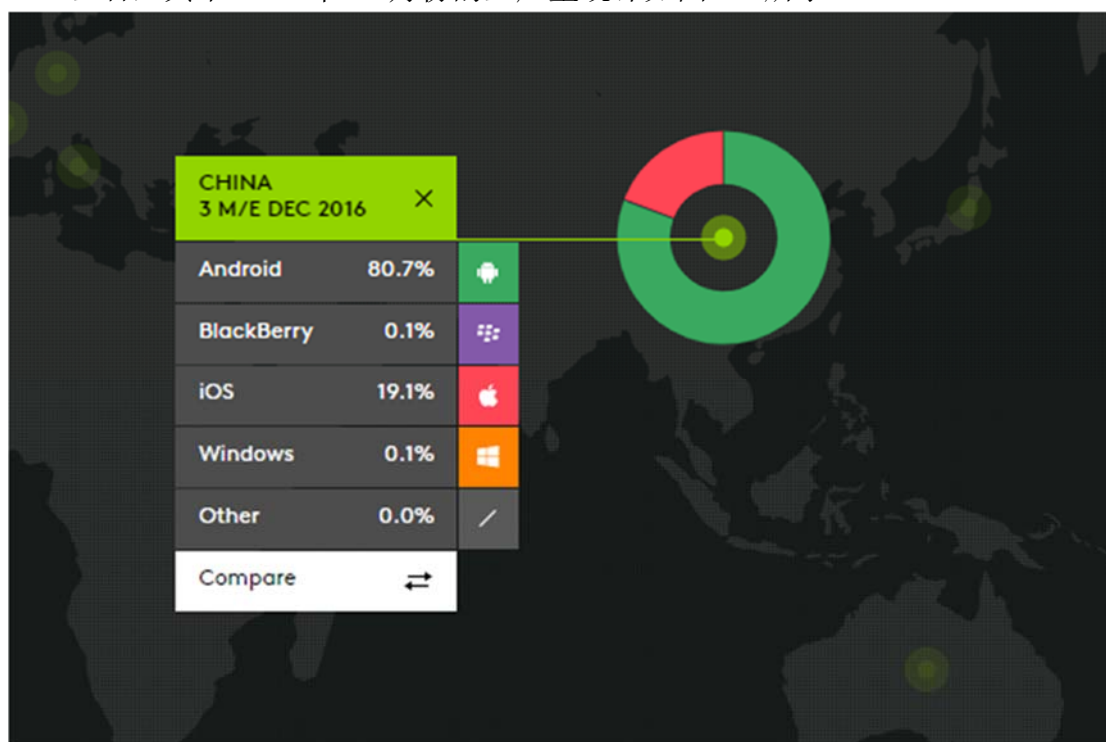 CHINA
3 M/E DEC 2016
Android 80.7%
BlackBerry 0.1%
iOS 19.1%
Windows 0.1%
Other 0.0%
Compare